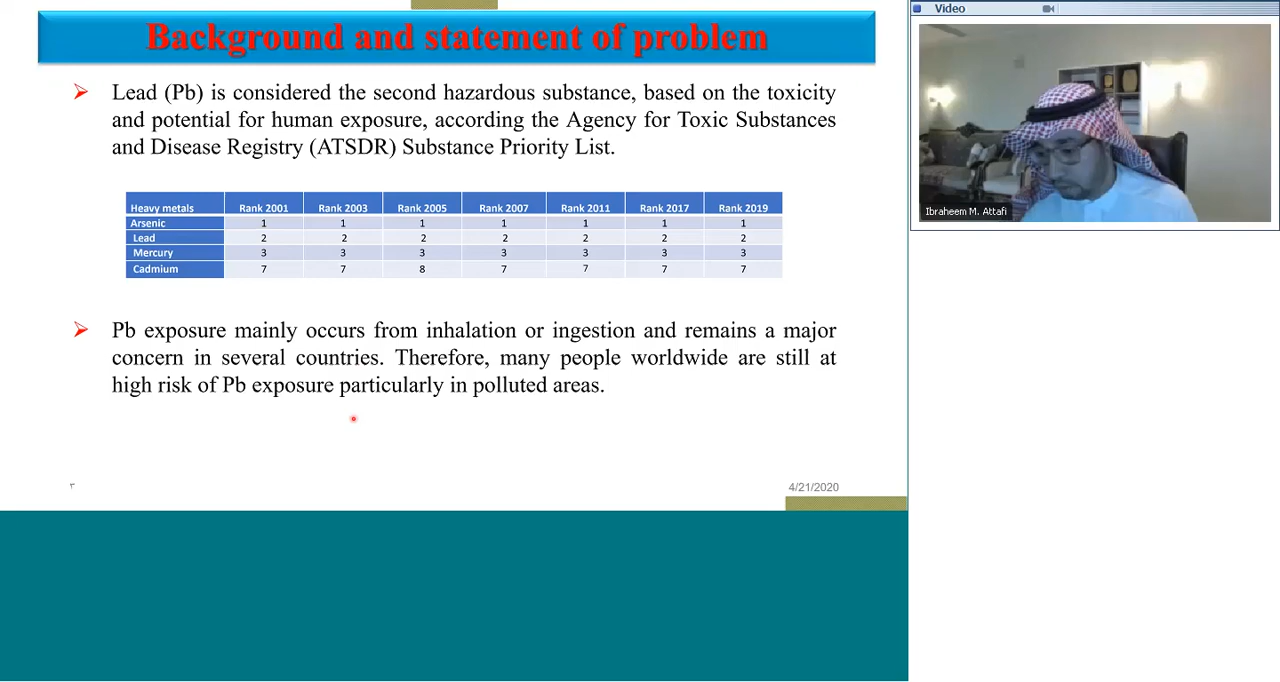 Background and statement of problem
Lead (Pb) is considered the second hazardous substance, based on the toxicity
and potential for human exposure, according the Agency for Toxic Substances
and Disease Registry (ATSDR) Substance Priority List.
Heavy metals Rank 2001 Rank 2003 Rank 2005 Rank 2007 Rank 2011 Rank 2017 Rank 2019
Arsenic 1 1 1 1 1 1 1
Lead 2 2 2 2 2 2 2
Mercury 3 3 3 3 3 3 3
Cadmium 7 7 8 7 7 7 7
Pb exposure mainly occurs from inhalation or ingestion and remains a major
concern in several countries. Therefore, many people worldwide are still at
high risk of Pb exposure particularly in polluted areas.
٣
4/21/2020
Video
Ibraheem M. Attafi